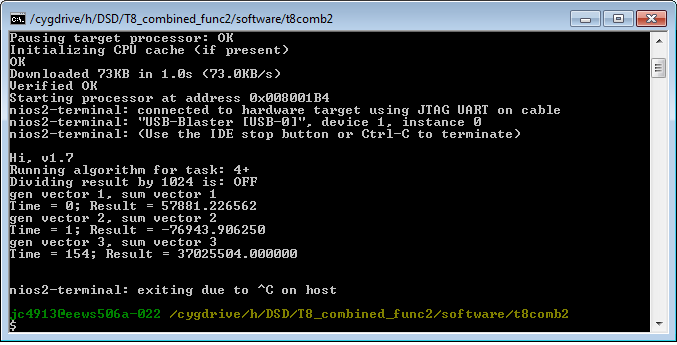 /cygdrive/h/DSD/T8_combined_func2/software/t8comb2
Pausing target processor: OK
Initializing CPU cache (if present)
OK
Downloaded 73KB in 1.0s (73.0KB/s)
Verified OK
Starting processor at address 0x008001B4
nios2-terminal: connected to hardware target using JTAG UART on cable
nios2-terminal: "USB-Blaster [USB-0]", device 1, instance 0
nios2-terminal: (Use the IDE stop button or Ctrl-C to terminate)
Hi, v1.7
Running algorithm for task: 4+
Dividing result by 1024 is: OFF
gen vector 1, sum vector 1
Time = 0; Result = 57881.226562
gen vector 2, sum vector 2
Time = 1; Result = -76943.906250
gen vector 3, sum vector 3
Time = 154; Result = 37025504.000000
nios2-terminal: exiting due to ^C on host
jc4913@eews506a-022 /cygdrive/h/DSD/T8_combined_func2/software/t8comb2
$